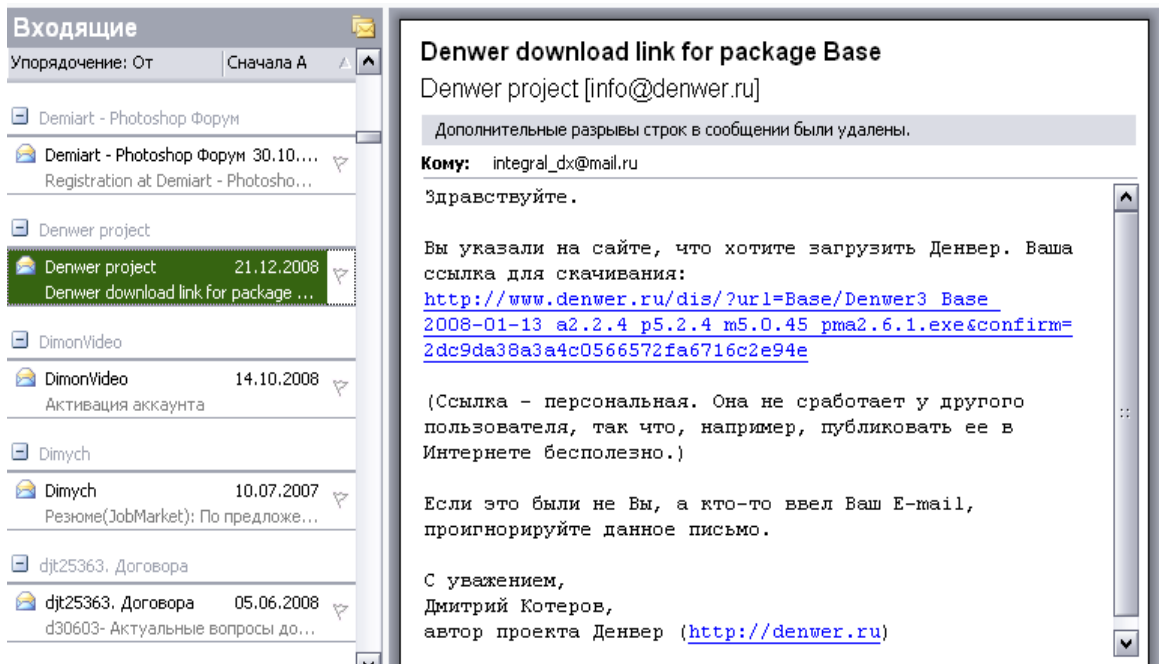 Входящие
Упорядочение: От Сначала А
Demiart - Photoshop Форум
Demiart - Photoshop Форум 30.10....
Registration at Demiart - Photosho...
Denwer project
Denwer project 21.12.2008
Denwer download link for package ...
DimonVideo
DimonVideo 14.10.2008
Активация аккаунта
Dimych
Dimych 10.07.2007
Резюме(JobMarket): По предложе...
djt25363. Договора
djt25363. Договора 05.06.2008
d30603- Актуальные вопросы до...
Denwer download link for package Base
Denwer project [info@denwer.ru]
Дополнительные разрывы строк в сообщении были удалены.
Кому: integral_dx@mail.ru
Здравствуйте.
Вы указали на сайте, что хотите загрузить Денвер. Ваша
ссылка для скачивания:
http://www.denwer.ru/dis/?url=Base/Denwer3_Base_
2008-01-13_a2.2.4_p5.2.4_m5.0.45_pma2.6.1.exe&confirm=
2dc9da38a3a4c0566572fa6716c2e94e
(Ссылка - персональная. Она не сработает у другого
пользователя, так что, например, публиковать ее в
Интернете бесполезно.)
Если это были не Вы, а кто-то ввел Ваш E-mail,
проигнорируйте данное письмо.
С уважением,
Дмитрий Котеров,
автор проекта Денвер (http://denwer.ru)